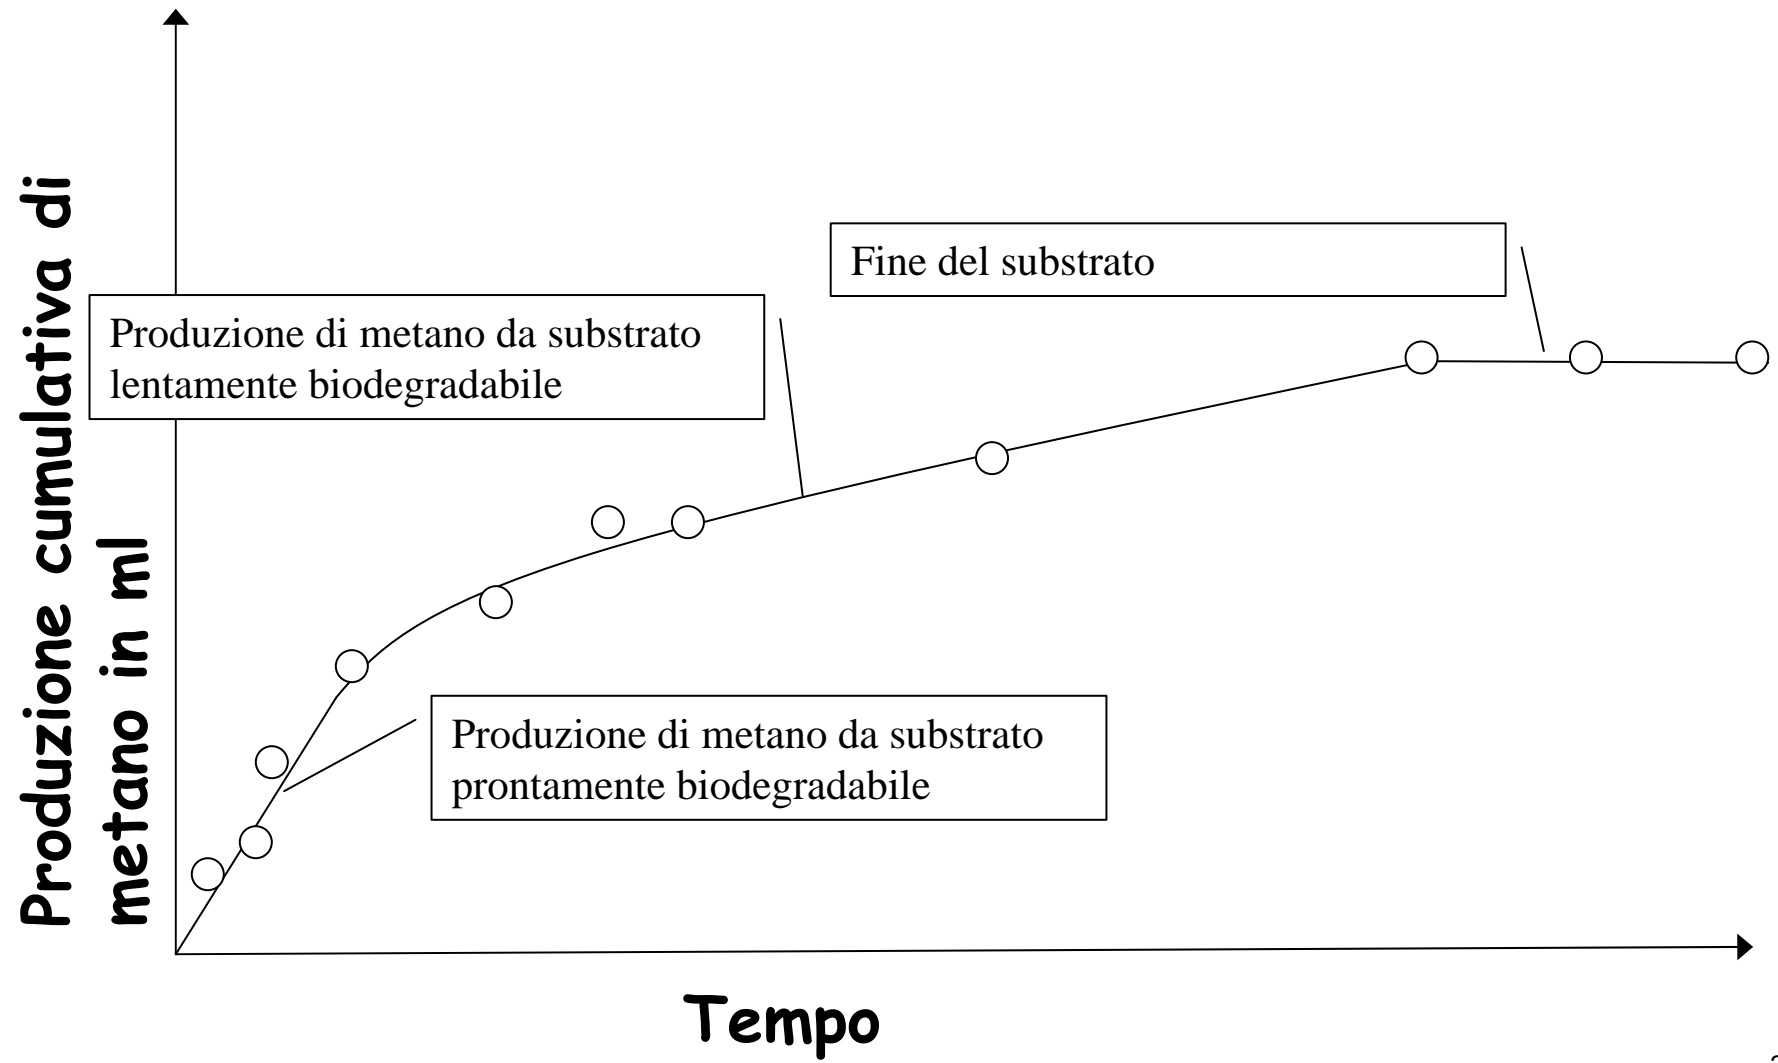 Produzione cumulativa di
metano in ml
Fine del substrato
Produzione di metano da substrato
lentamente biodegradabile
Produzione di metano da substrato
prontamente biodegradabile
Tempo